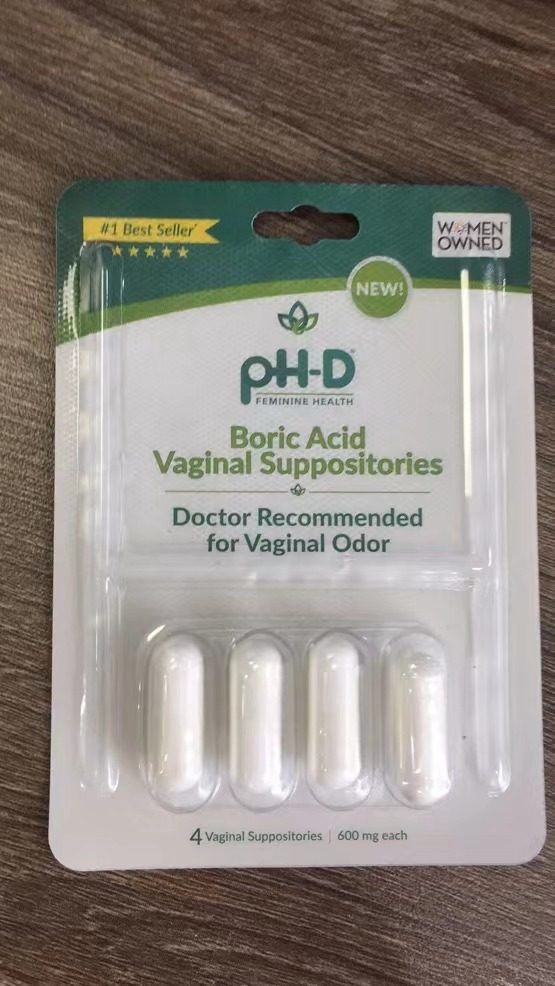 #1 Best Seller*
WOMEN
OWNED
NEW!
pH-D®
FEMININE HEALTH
Boric Acid
Vaginal Suppositories
Doctor Recommended
for Vaginal Odor
4 Vaginal Suppositories | 600 mg each